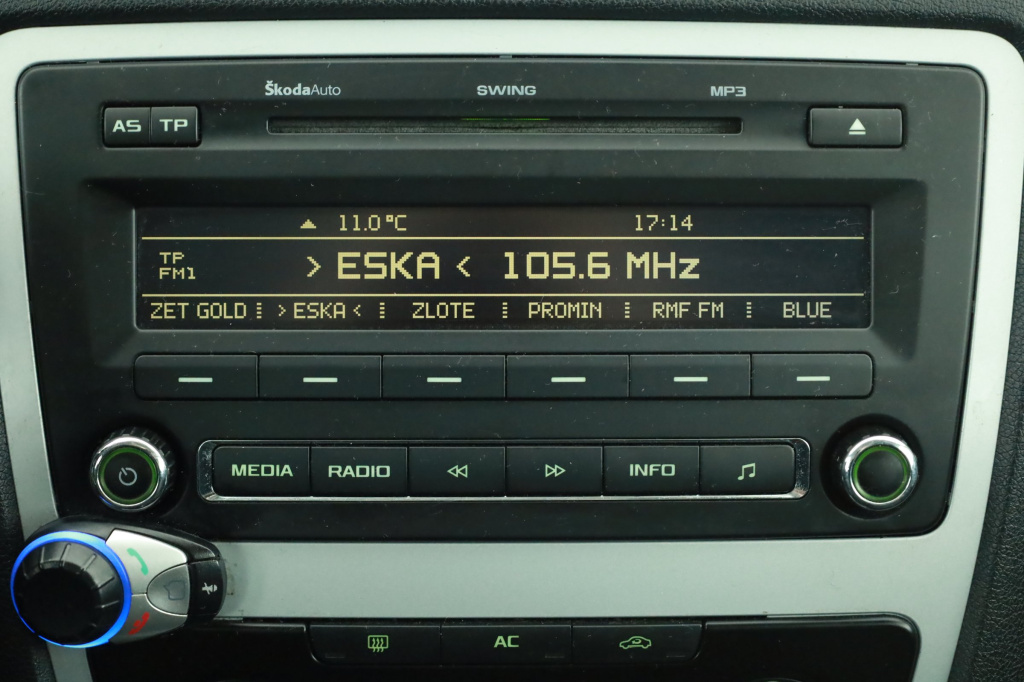 ŠkodaAuto SWING MP3
AS TP
11.0 °C 17:14
TP
FM1
> ESKA < 105.6 MHz
ZET GOLD > ESKA < ZLOTE PROMIN RMF FM BLUE
MEDIA RADIO INFO
AC